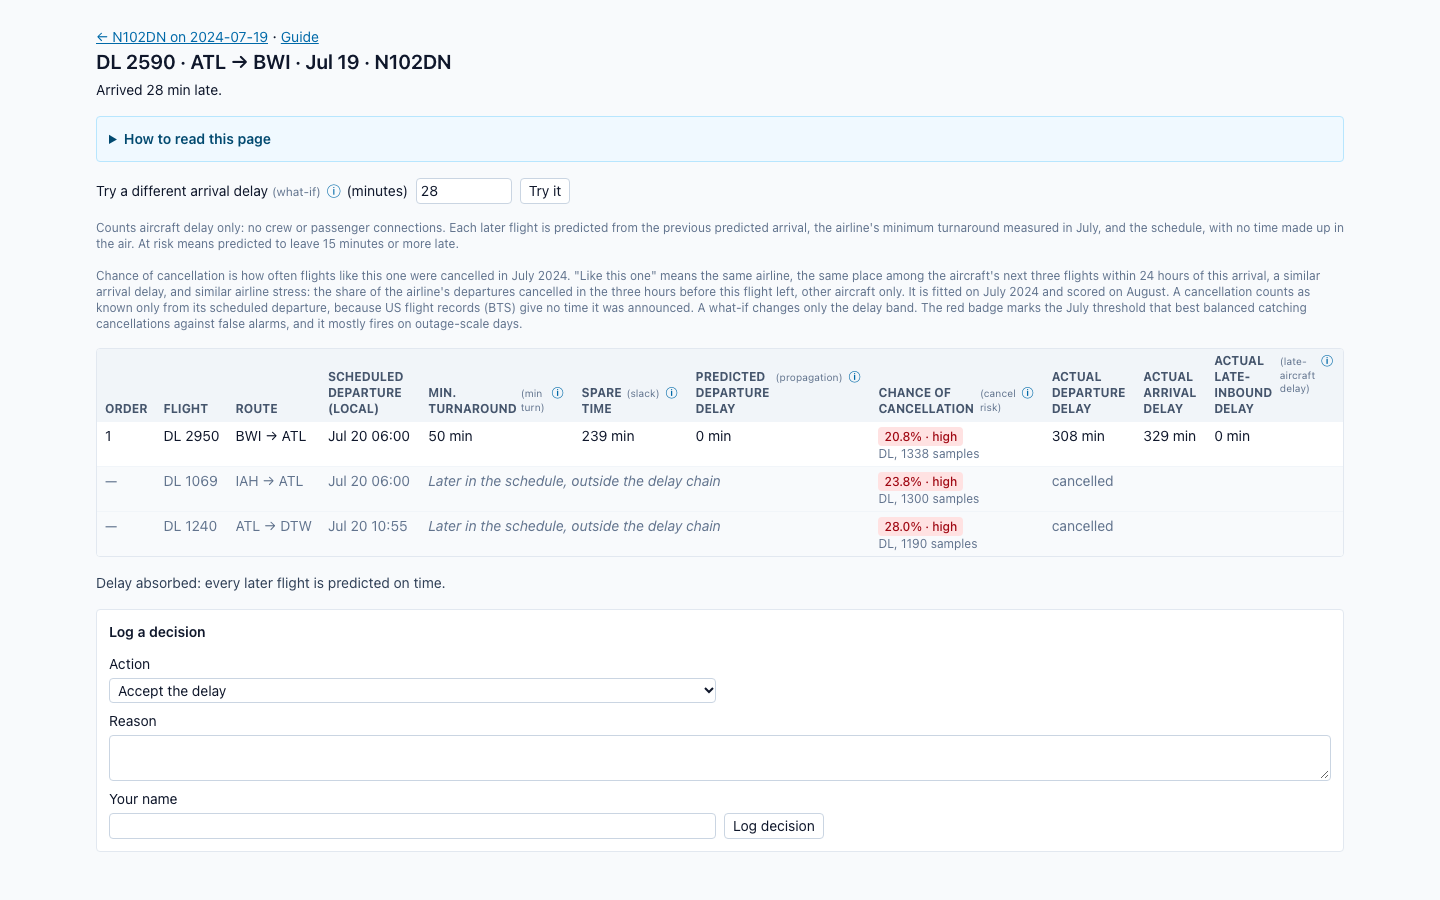 ← N102DN on 2024-07-19 · Guide
DL 2590 · ATL → BWI · Jul 19 · N102DN
Arrived 28 min late.
▶ How to read this page
Try a different arrival delay (what-if) ⓘ (minutes) 28 Try it
Counts aircraft delay only: no crew or passenger connections. Each later flight is predicted from the previous predicted arrival, the airline's minimum turnaround measured in July, and the schedule, with no time made up in
the air. At risk means predicted to leave 15 minutes or more late.
Chance of cancellation is how often flights like this one were cancelled in July 2024. "Like this one" means the same airline, the same place among the aircraft's next three flights within 24 hours of this arrival, a similar
arrival delay, and similar airline stress: the share of the airline's departures cancelled in the three hours before this flight left, other aircraft only. It is fitted on July 2024 and scored on August. A cancellation counts as
known only from its scheduled departure, because US flight records (BTS) give no time it was announced. A what-if changes only the delay band. The red badge marks the July threshold that best balanced catching
cancellations against false alarms, and it mostly fires on outage-scale days.
ORDER FLIGHT ROUTE SCHEDULED DEPARTURE (LOCAL) MIN. TURNAROUND (min turn) ⓘ SPARE TIME (slack) ⓘ PREDICTED DEPARTURE DELAY (propagation) ⓘ CHANCE OF CANCELLATION (cancel risk) ⓘ ACTUAL DEPARTURE DELAY ACTUAL ARRIVAL DELAY ACTUAL LATE-INBOUND DELAY (late-aircraft delay) ⓘ
1 DL 2950 BWI → ATL Jul 20 06:00 50 min 239 min 0 min 20.8% · high 308 min 329 min 0 min
DL, 1338 samples
— DL 1069 IAH → ATL Jul 20 06:00 Later in the schedule, outside the delay chain 23.8% · high cancelled
DL, 1300 samples
— DL 1240 ATL → DTW Jul 20 10:55 Later in the schedule, outside the delay chain 28.0% · high cancelled
DL, 1190 samples
Delay absorbed: every later flight is predicted on time.
Log a decision
Action
Accept the delay
Reason
Your name
Log decision